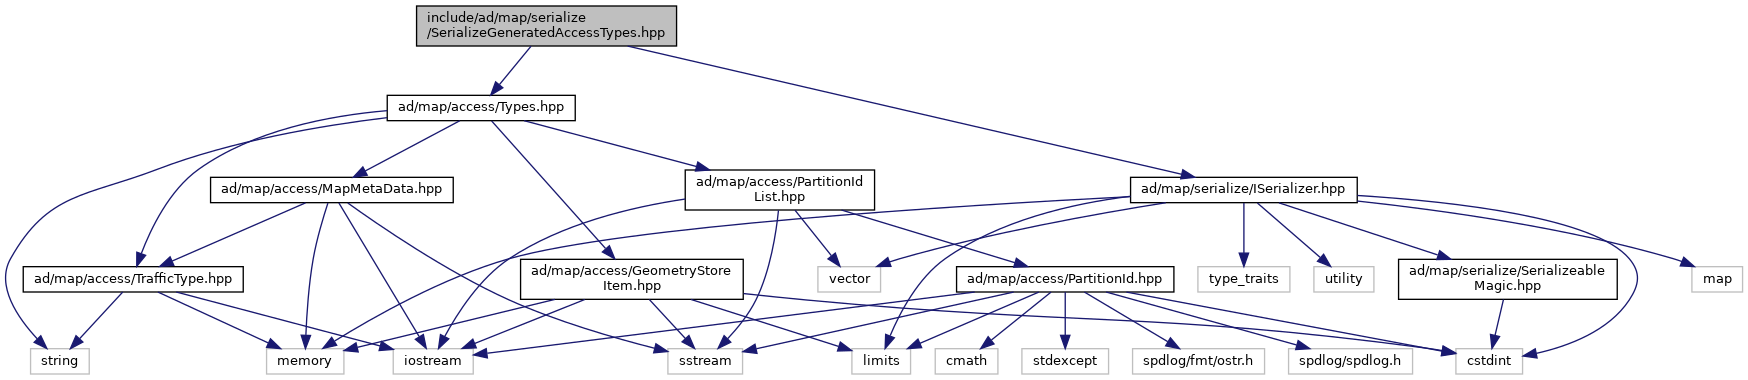 include/ad/map/serialize
/SerializeGeneratedAccessTypes.hpp
ad/map/access/Types.hpp
ad/map/access/MapMetaData.hpp
ad/map/access/PartitionId
List.hpp
ad/map/serialize/ISerializer.hpp
ad/map/access/TrafficType.hpp
ad/map/access/GeometryStore
Item.hpp
vector
ad/map/access/PartitionId.hpp
type_traits
utility
ad/map/serialize/Serializeable
Magic.hpp
map
string
memory
iostream
sstream
limits
cmath
stdexcept
spdlog/fmt/ostr.h
spdlog/spdlog.h
cstdint